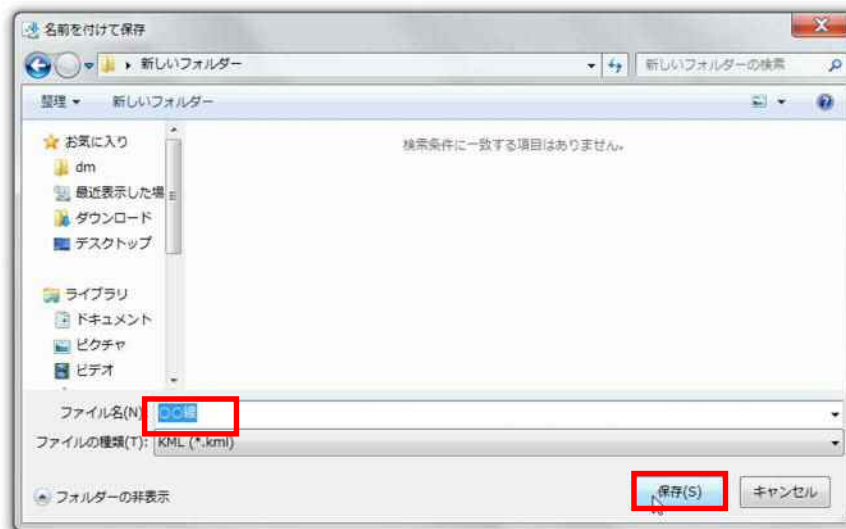 名前を付けて保存
新しいフォルダー
新しいフォルダーの検索
整理 新しいフォルダー
お気に入り
検索条件に一致する項目はありません。
dm
最近表示した場
ダウンロード
デスクトップ
ライブラリ
ドキュメント
ピクチャ
ビデオ
ファイル名(N): 〇〇線
ファイルの種類(T): KML (*.kml)
フォルダーの非表示
保存(S)
キャンセル